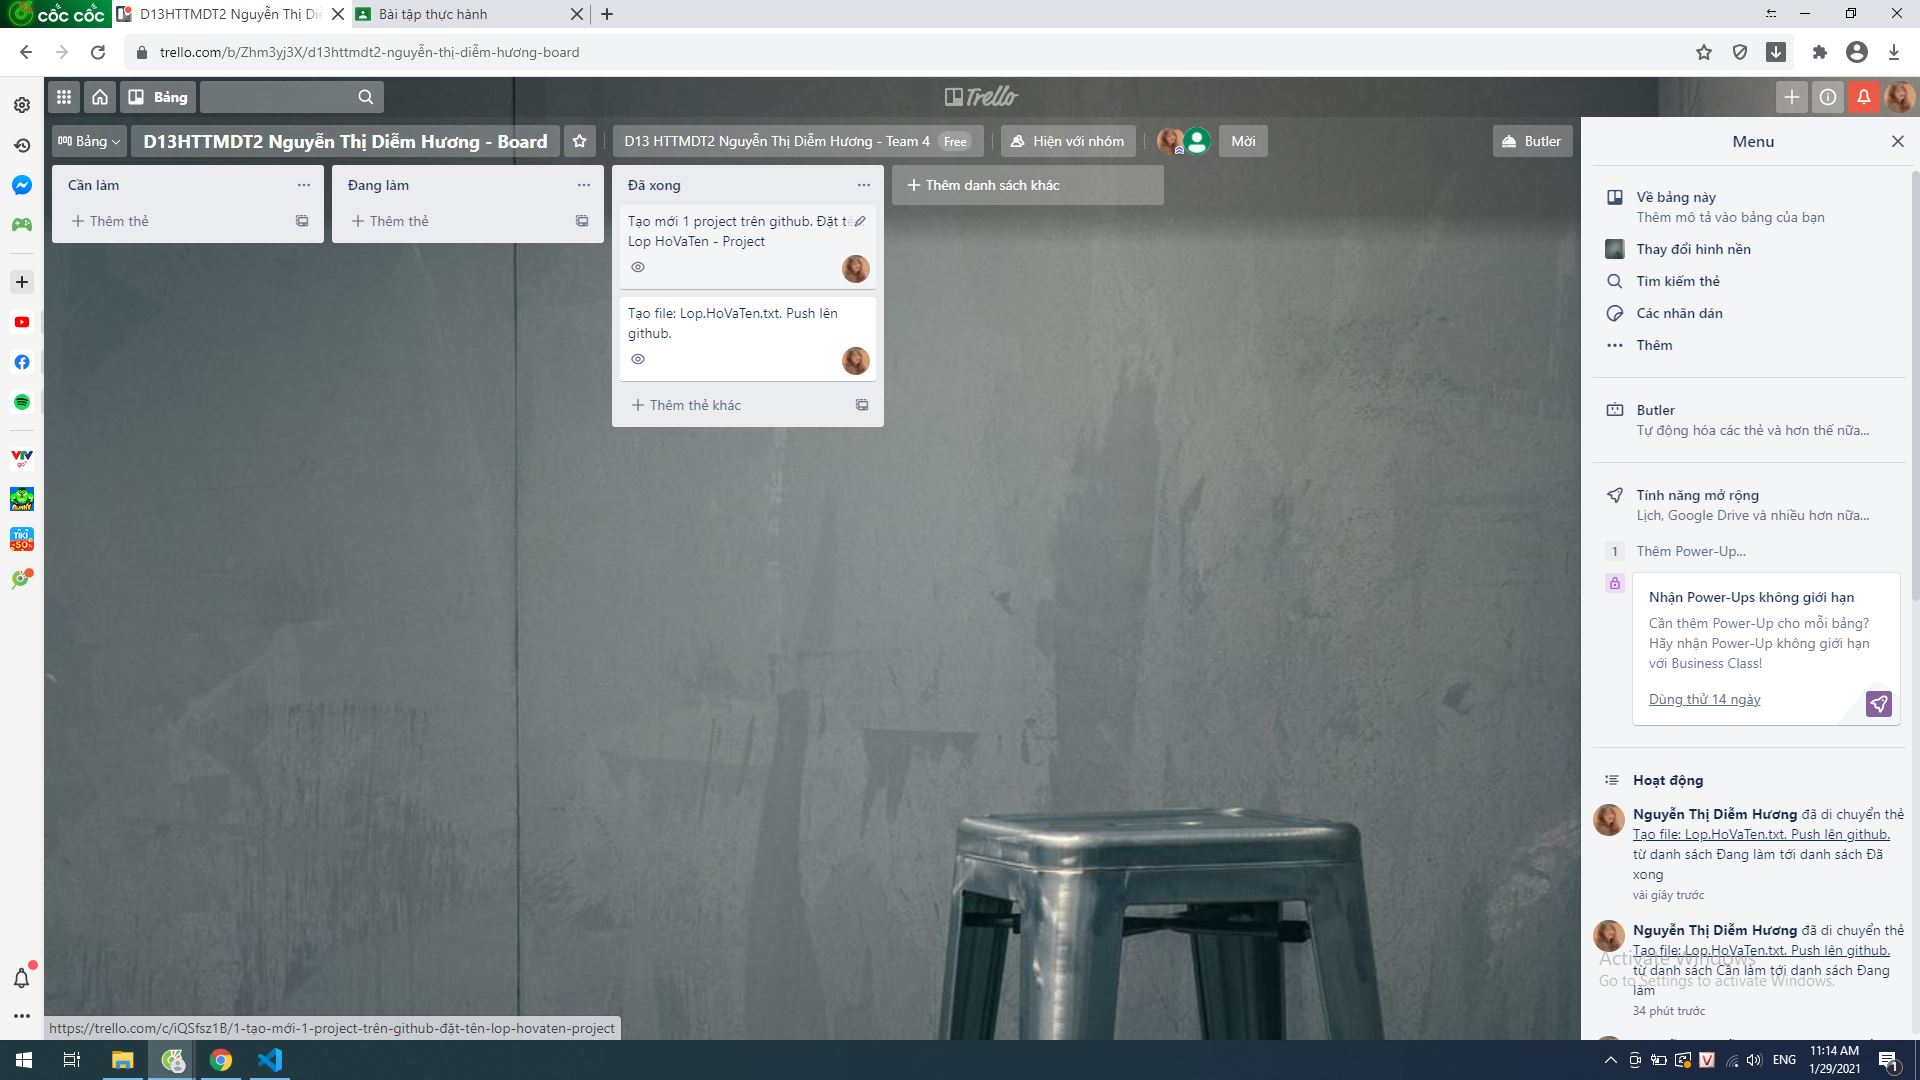 cốc cốc
D13HTTMDT2 Nguyễn Thị Di
Bài tập thực hành
trello.com/b/Zhm3yj3X/d13httmdt2-nguyễn-thị-diễm-hương-board
Bảng
Trello
Bảng
D13HTTMDT2 Nguyễn Thị Diễm Hương - Board
D13 HTTMDT2 Nguyễn Thị Diễm Hương - Team 4
Free
Hiện với nhóm
Mời
Butler
Cần làm
Thêm thẻ
Đang làm
Thêm thẻ
Đã xong
Tạo mới 1 project trên github. Đặt tê
Lop HoVaTen - Project
Tạo file: Lop.HoVaTen.txt. Push lên
github.
Thêm thẻ khác
Thêm danh sách khác
Menu
Về bảng này
Thêm mô tả vào bảng của bạn
Thay đổi hình nền
Tìm kiếm thẻ
Các nhãn dán
Thêm
Butler
Tự động hóa các thẻ và hơn thế nữa...
Tính năng mở rộng
Lịch, Google Drive và nhiều hơn nữa...
1
Thêm Power-Up...
Nhận Power-Ups không giới hạn
Cần thêm Power-Up cho mỗi bảng?
Hãy nhận Power-Up không giới hạn
với Business Class!
Dùng thử 14 ngày
Hoạt động
Nguyễn Thị Diễm Hương đã di chuyển thẻ
Tạo file: Lop.HoVaTen.txt. Push lên github.
từ danh sách Đang làm tới danh sách Đã
xong
vài giây trước
Nguyễn Thị Diễm Hương đã di chuyển thẻ
Tạo file: Lop.HoVaTen.txt. Push lên github.
từ danh sách Cần làm tới danh sách Đang
làm
34 phút trước
Activate Windows
Go to Settings to activate Windows.
VTV
go
TIKI
-50%
https://trello.com/c/iQSfsz1B/1-tạo-mới-1-project-trên-github-đặt-tên-lop-hovaten-project
V
ENG
11:14 AM
1/29/2021
1